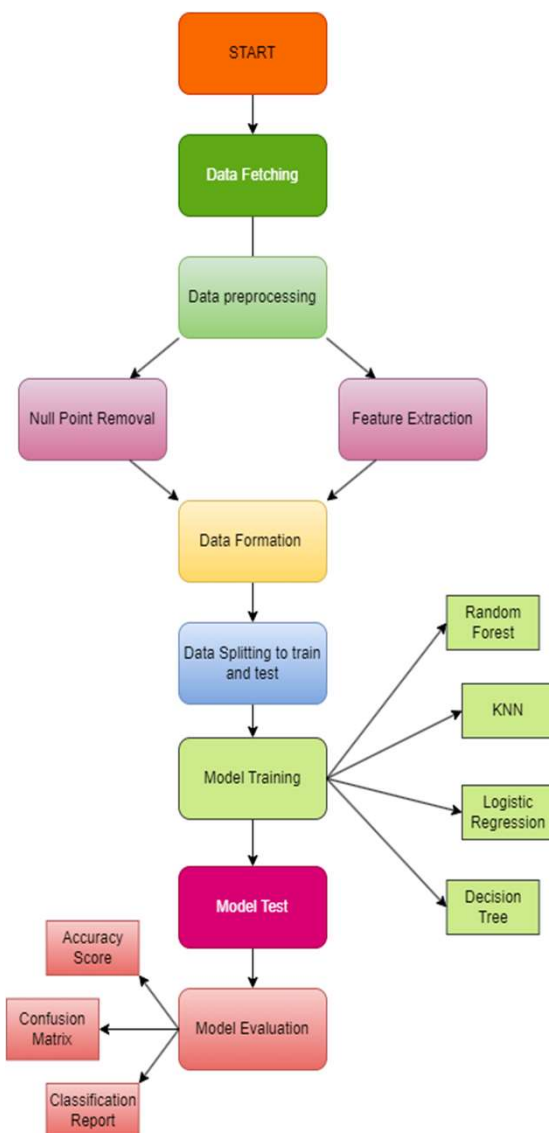 START
Data Fetching
Data preprocessing
Null Point Removal
Feature Extraction
Data Formation
Data Splitting to train
and test
Model Training
Random
Forest
KNN
Logistic
Regression
Decision
Tree
Model Test
Model Evaluation
Accuracy
Score
Confusion
Matrix
Classification
Report